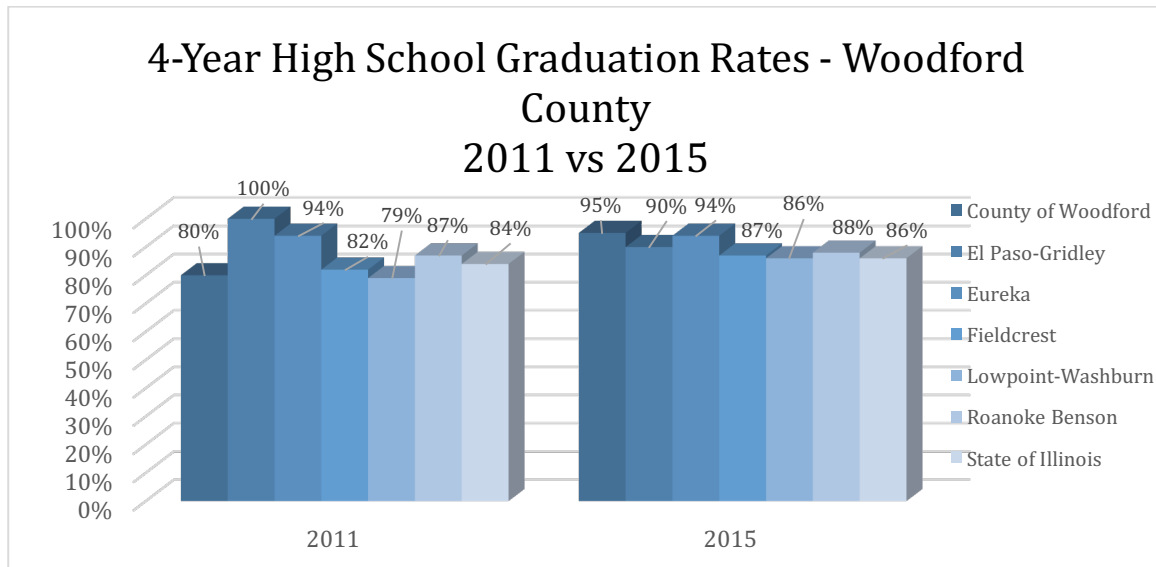 4-Year High School Graduation Rates - Woodford
County
2011 vs 2015
100%
90%
80%
70%
60%
50%
40%
30%
20%
10%
0%
80%
100%
94%
82%
79%
87%
84%
95%
90%
94%
87%
86%
88%
86%
2011
2015
County of Woodford
El Paso-Gridley
Eureka
Fieldcrest
Lowpoint-Washburn
Roanoke Benson
State of Illinois